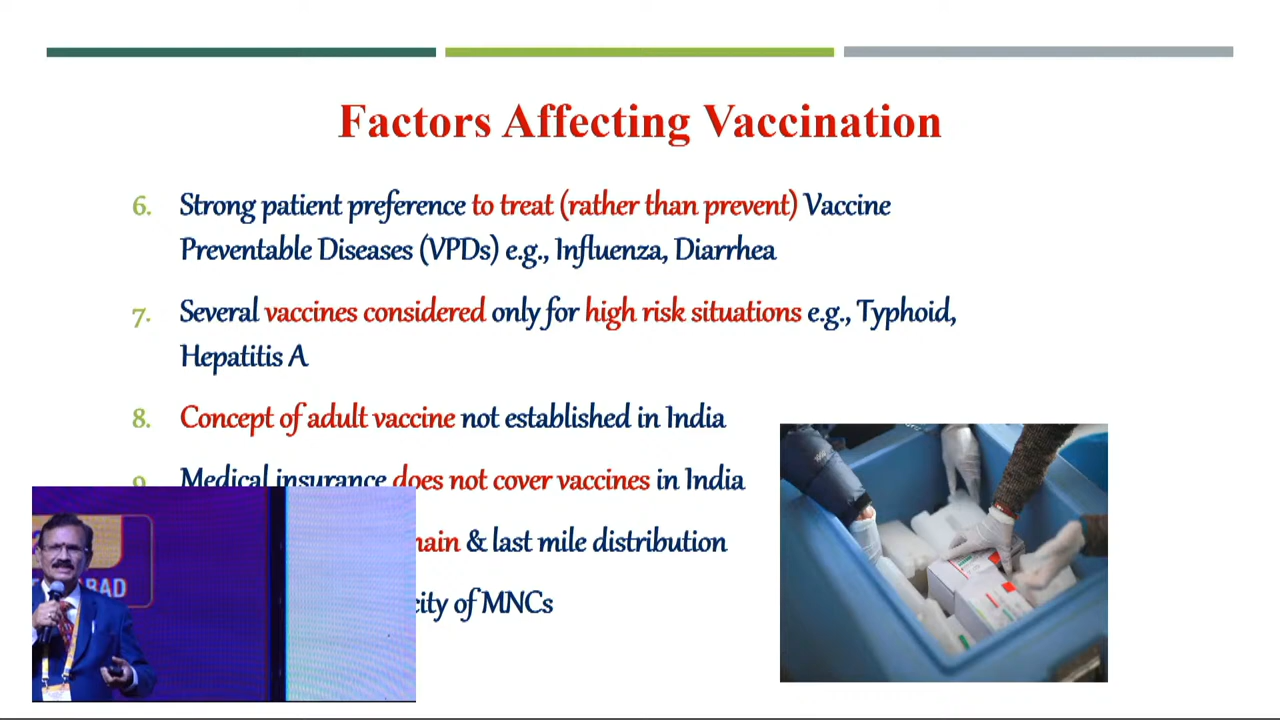 Factors Affecting Vaccination
6. Strong patient preference to treat (rather than prevent) Vaccine
Preventable Diseases (VPDs) e.g., Influenza, Diarrhea
7. Several vaccines considered only for high risk situations e.g., Typhoid,
Hepatitis A
8. Concept of adult vaccine not established in India
9. Medical insurance does not cover vaccines in India
& last mile distribution
of MNCs